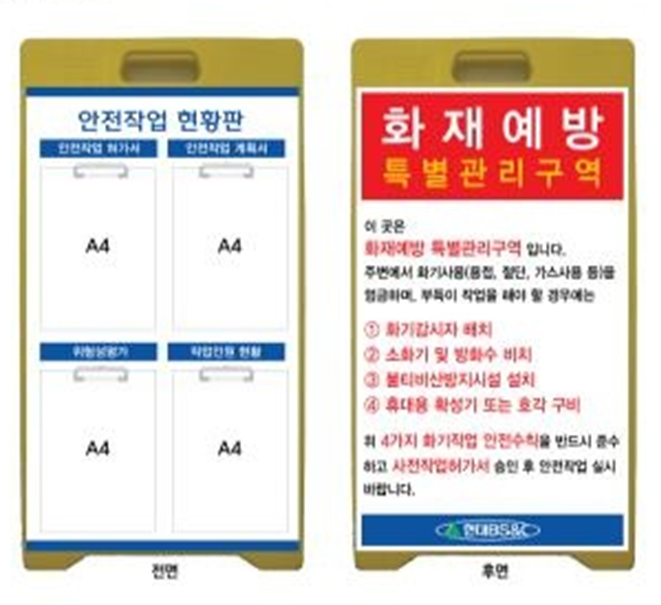 안전작업 현황판
안전작업 허가서
안전작업 계획서
A4
A4
위험성평가
작업인원 현황
A4
A4
전면
화재예방
특별관리구역
이 곳은
화재예방 특별관리구역 입니다.
주변에서 화기사용(용접, 절단, 가스사용 등)을
엄금하며, 부득이 작업을 해야 할 경우에는
① 화기감시자 배치
② 소화기 및 방화수 비치
③ 불티비산방지시설 설치
④ 휴대용 확성기 또는 호각 구비
위 4가지 화기작업 안전수칙을 반드시 준수
하고 사전작업허가서 승인 후 안전작업 실시
바랍니다.
현대BS&C
후면